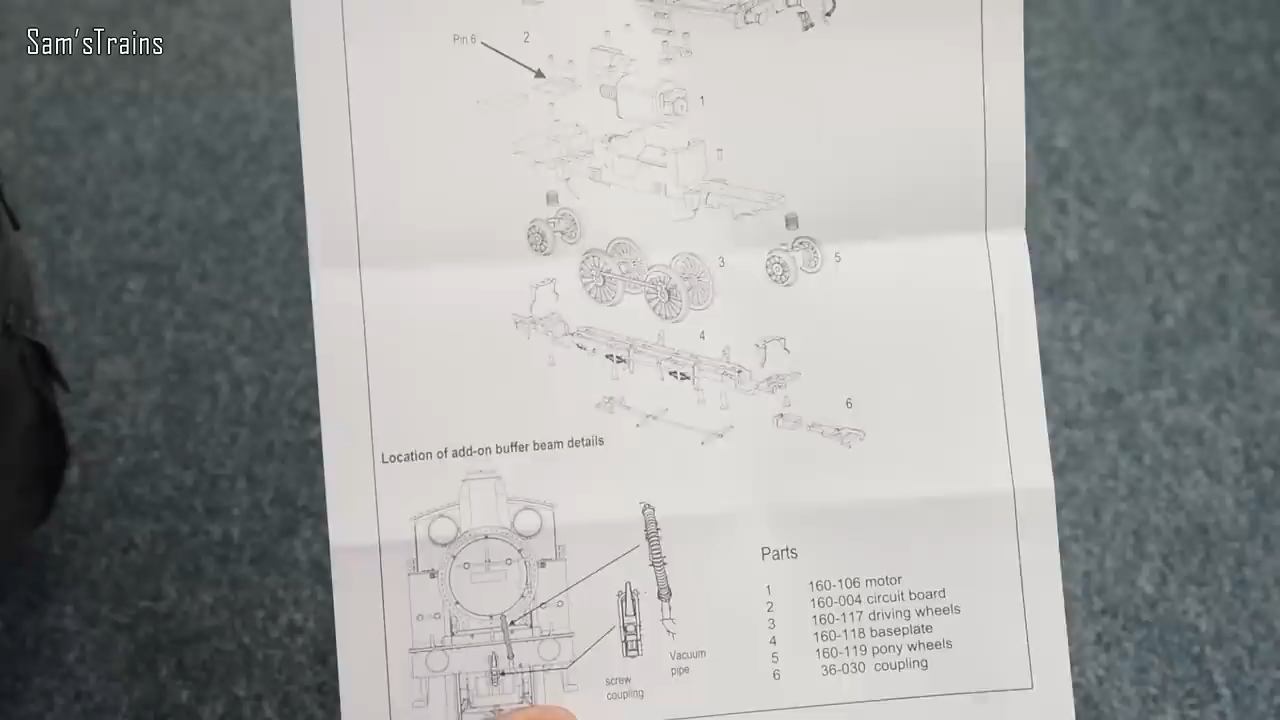 Sam'sTrains
Pin 6
2
1
3
5
4
6
Location of add-on buffer beam details
Vacuum
pipe
screw
coupling
Parts
1 160-106 motor
2 160-004 circuit board
3 160-117 driving wheels
4 160-118 baseplate
5 160-119 pony wheels
6 36-030 coupling